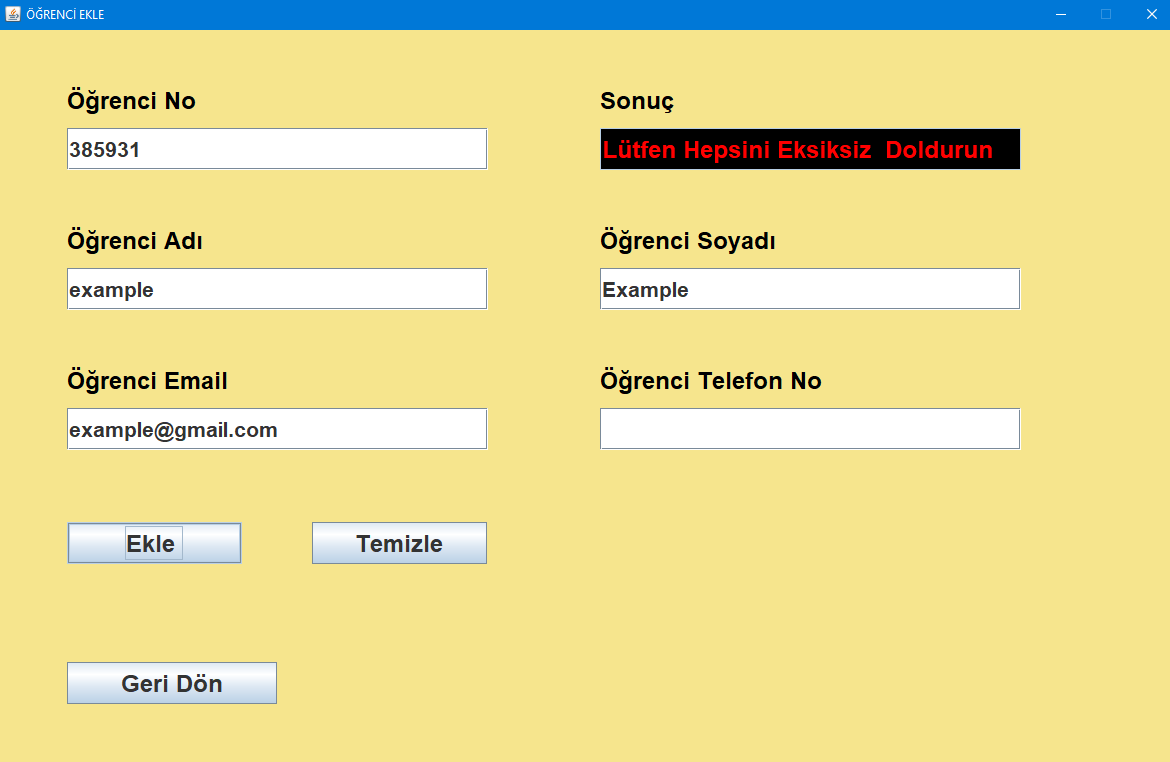 ÖĞRENCİ EKLE
Öğrenci No
Sonuç
385931
Lütfen Hepsini Eksiksiz  Doldurun
Öğrenci Adı
Öğrenci Soyadı
example
Example
Öğrenci Email
Öğrenci Telefon No
example@gmail.com
Ekle
Temizle
Geri Dön